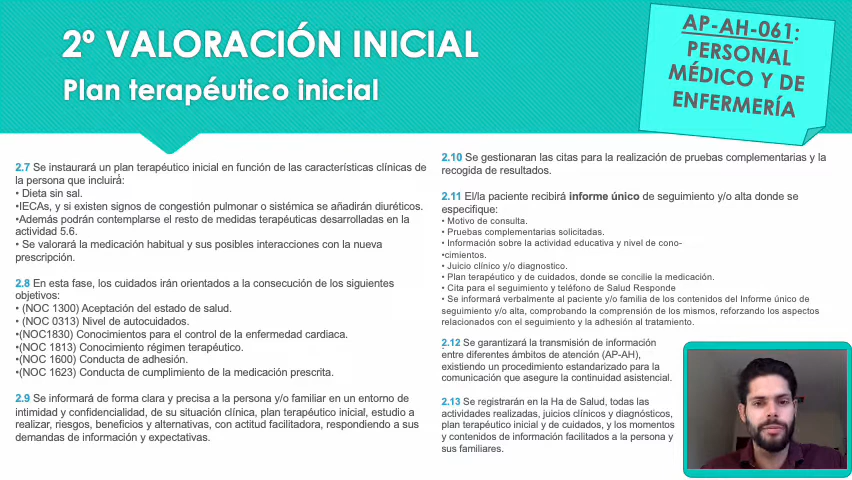 2º VALORACIÓN INICIAL
Plan terapéutico inicial
AP-AH-061:
PERSONAL
MÉDICO Y DE
ENFERMERÍA
2.7 Se instaurará un plan terapéutico inicial en función de las características clínicas de
la persona que incluirá:
• Dieta sin sal.
•IECAs, y si existen signos de congestión pulmonar o sistémica se añadirán diuréticos.
•Además podrán contemplarse el resto de medidas terapéuticas desarrolladas en la
actividad 5.6.
• Se valorará la medicación habitual y sus posibles interacciones con la nueva
prescripción.
2.8 En esta fase, los cuidados irán orientados a la consecución de los siguientes
objetivos:
• (NOC 1300) Aceptación del estado de salud.
• (NOC 0313) Nivel de autocuidados.
•(NOC1830) Conocimientos para el control de la enfermedad cardiaca.
•(NOC 1813) Conocimiento régimen terapéutico.
•(NOC 1600) Conducta de adhesión.
•(NOC 1623) Conducta de cumplimiento de la medicación prescrita.
2.9 Se informará de forma clara y precisa a la persona y/o familiar en un entorno de
intimidad y confidencialidad, de su situación clínica, plan terapéutico inicial, estudio a
realizar, riesgos, beneficios y alternativas, con actitud facilitadora, respondiendo a sus
demandas de información y expectativas.
2.10 Se gestionaran las citas para la realización de pruebas complementarias y la
recogida de resultados.
2.11 El/la paciente recibirá informe único de seguimiento y/o alta donde se
especifique:
• Motivo de consulta.
• Pruebas complementarias solicitadas.
• Información sobre la actividad educativa y nivel de cono-
•cimientos.
• Juicio clínico y/o diagnostico.
• Plan terapéutico y de cuidados, donde se concilie la medicación.
• Cita para el seguimiento y teléfono de Salud Responde
• Se informará verbalmente al paciente y/o familia de los contenidos del Informe único de
seguimiento y/o alta, comprobando la comprensión de los mismos, reforzando los aspectos
relacionados con el seguimiento y la adhesión al tratamiento.
2.12 Se garantizará la transmisión de información
entre diferentes ámbitos de atención (AP-AH),
existiendo un procedimiento estandarizado para la
comunicación que asegure la continuidad asistencial.
2.13 Se registrarán en la Ha de Salud, todas las
actividades realizadas, juicios clínicos y diagnósticos,
plan terapéutico inicial y de cuidados, y los momentos
y contenidos de información facilitados a la persona y
sus familiares.